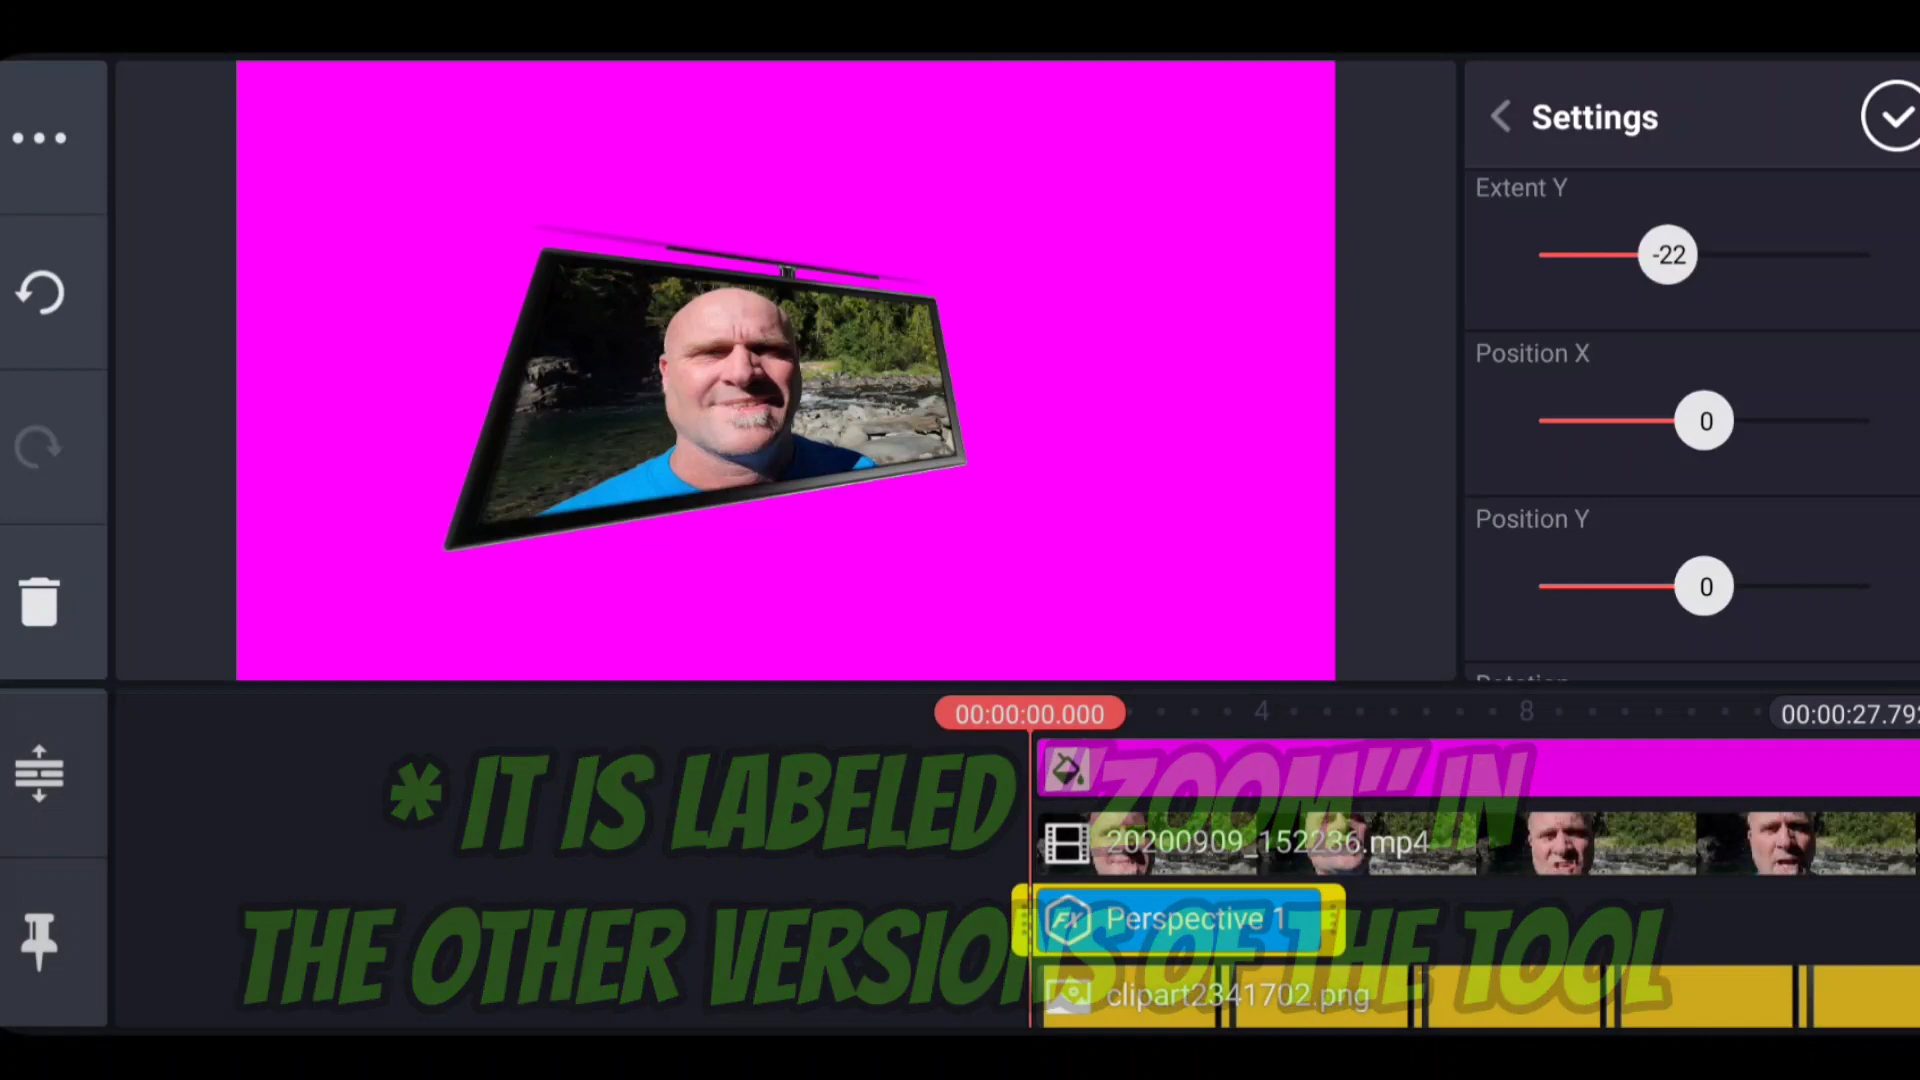 Settings
Extent Y
-22
Position X
0
Position Y
0
00:00:00.000
4
8
00:00:27.792
* IT IS LABELED "ZOOM" IN
20200909_152236.mp4
Perspective 1
THE OTHER VERSIONS OF THE TOOL
clipart2341702.png